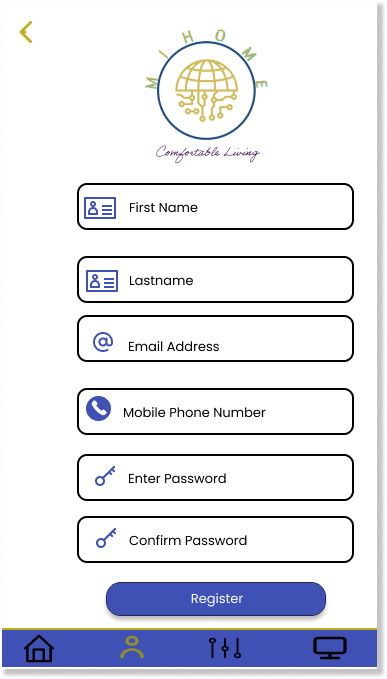 MIHOME
Comfortable Living
First Name
Lastname
Email Address
Mobile Phone Number
Enter Password
Confirm Password
Register